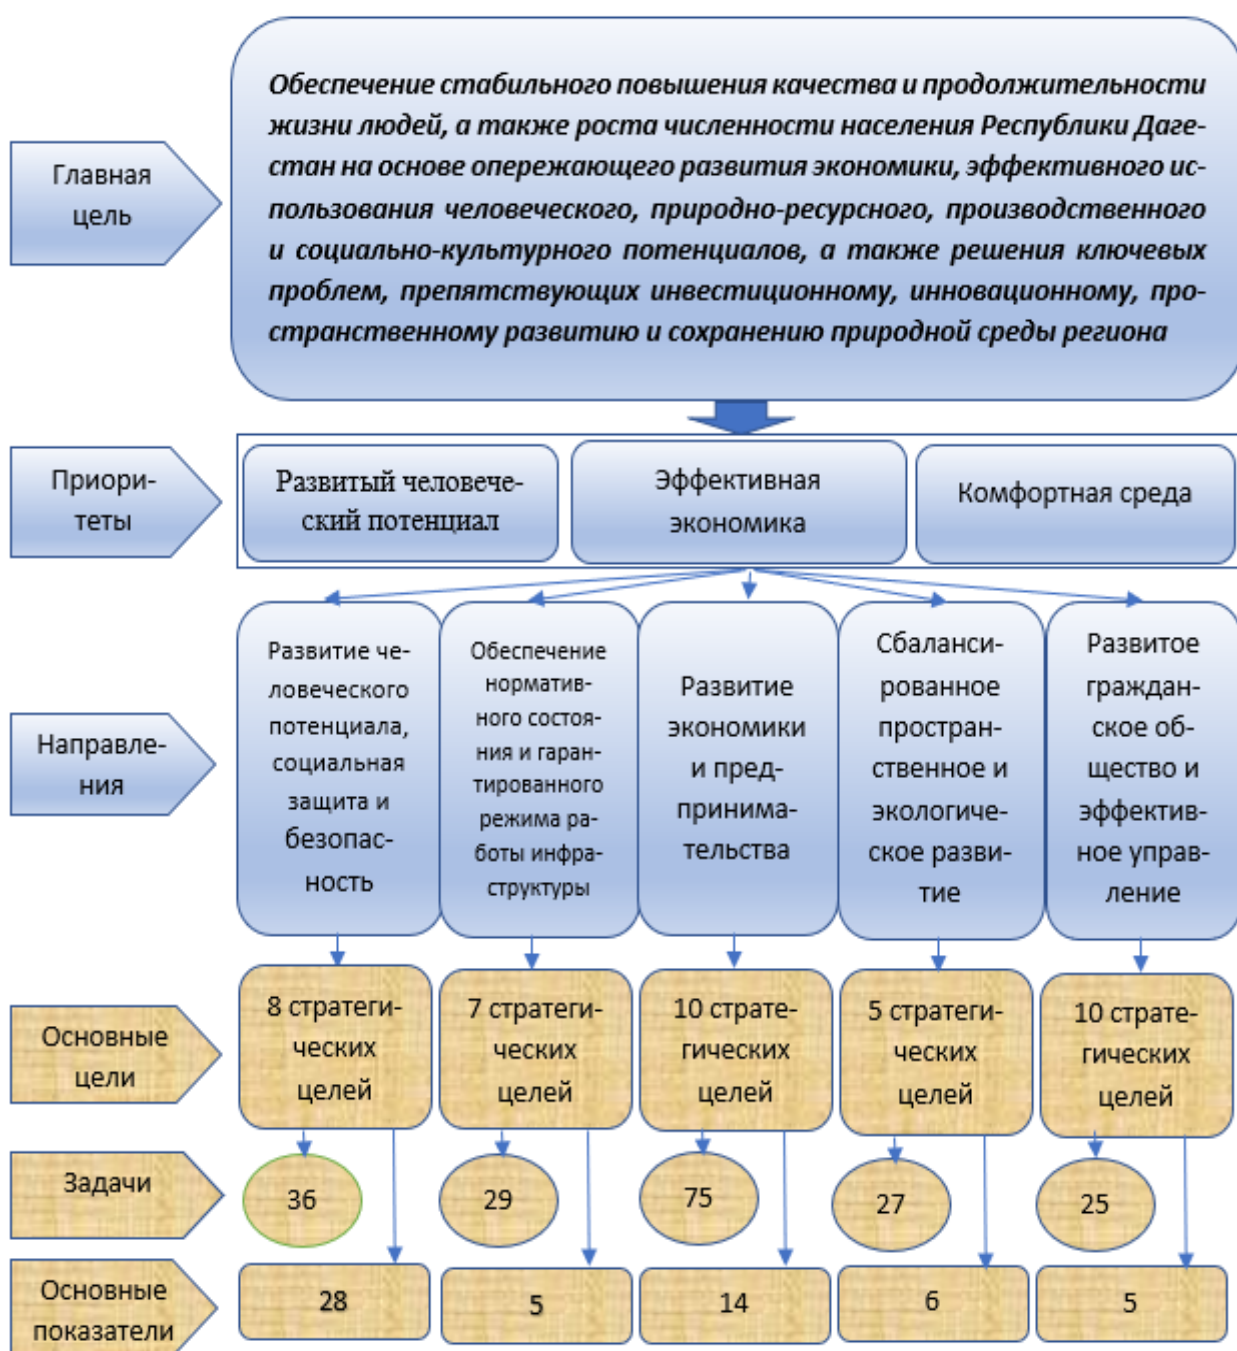 Главная
цель
Обеспечение стабильного повышения качества и продолжительности
жизни людей, а также роста численности населения Республики Даге-
стан на основе опережающего развития экономики, эффективного ис-
пользования человеческого, природно-ресурсного, производственного
и социально-культурного потенциалов, а также решения ключевых
проблем, препятствующих инвестиционному, инновационному, про-
странственному развитию и сохранению природной среды региона
Приори-
теты
Развитый человече-
ский потенциал
Эффективная
экономика
Комфортная среда
Направле-
ния
Развитие че-
ловеческого
потенциала,
социальная
защита и
безопас-
ность
Обеспечение
норматив-
ного состоя-
ния и гаран-
тированного
режима ра-
боты инфра-
структуры
Развитие
экономики
и пред-
принима-
тельства
Сбаланси-
рованное
простран-
ственное и
экологиче-
ское разви-
тие
Развитое
граждан-
ское об-
щество и
эффектив-
ное управ-
ление
Основные
цели
8 стратеги-
ческих
целей
7 стратеги-
ческих
целей
10 страте-
гических
целей
5 стратеги-
ческих
целей
10 страте-
гических
целей
Задачи
36
29
75
27
25
Основные
показатели
28
5
14
6
5